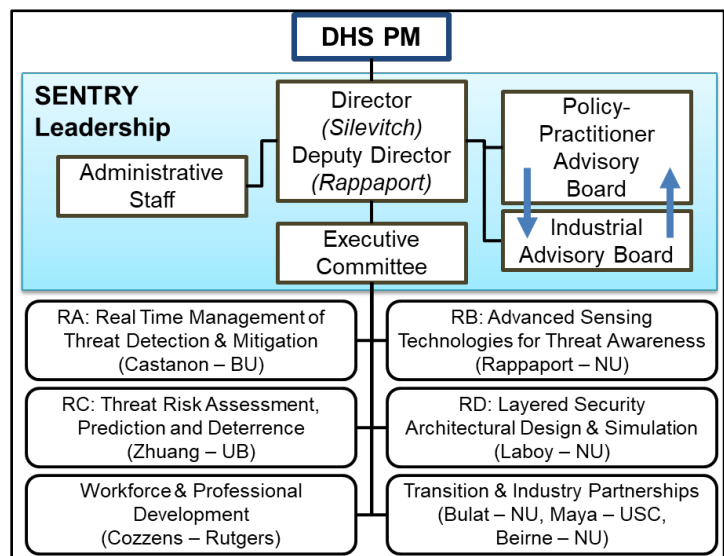 DHS PM
SENTRY
Leadership
Director
(Silevitch)
Deputy Director
(Rappaport)
Policy-
Practitioner
Advisory
Board
Administrative
Staff
Industrial
Advisory Board
Executive
Committee
RA: Real Time Management of
Threat Detection & Mitigation
(Castanon – BU)
RB: Advanced Sensing
Technologies for Threat Awareness
(Rappaport – NU)
RC: Threat Risk Assessment,
Prediction and Deterrence
(Zhuang – UB)
RD: Layered Security
Architectural Design & Simulation
(Laboy – NU)
Workforce & Professional
Development
(Cozzens – Rutgers)
Transition & Industry Partnerships
(Bulat – NU, Maya – USC,
Beirne – NU)